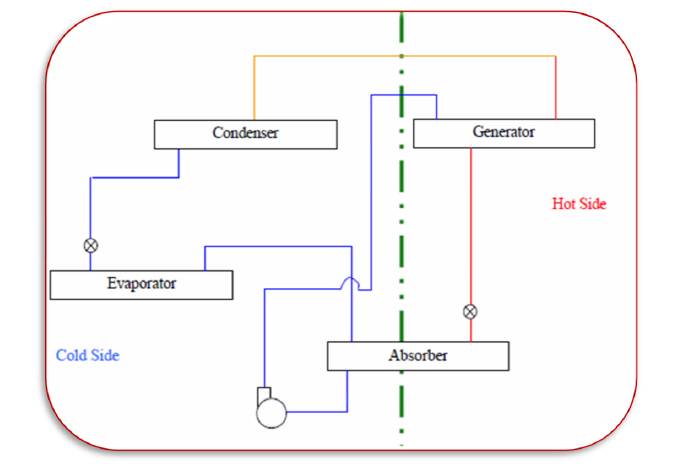 Condenser
Generator
Hot Side
Evaporator
Cold Side
Absorber